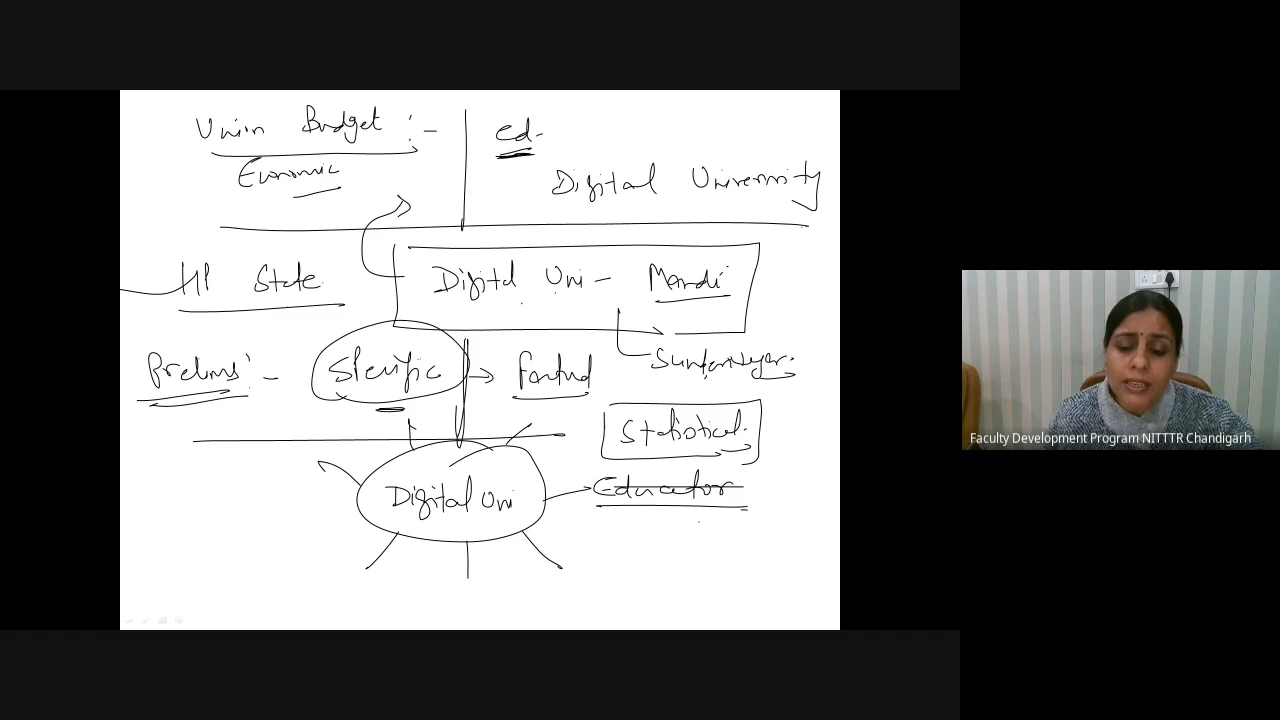 Union Budget :-
Ed.
Economic
Digital University
HP State
Digital Uni - Mandi
Sundernagar.
Prelims :-
Specific → Factual
Statistical.
Digital Uni
Educator
Faculty Development Program NITTTR Chandigarh